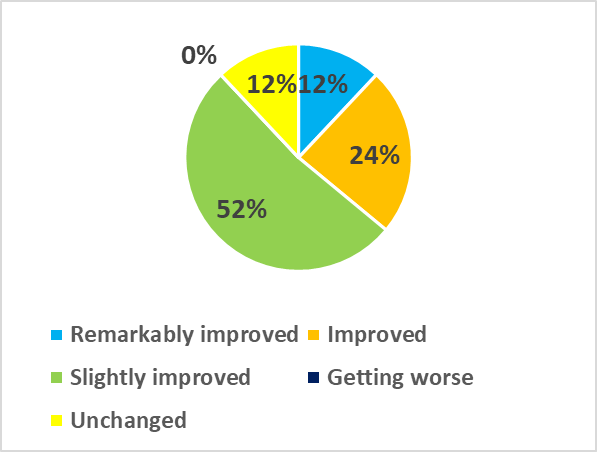 0%
12% 12%
24%
52%
Remarkably improved Improved
Slightly improved Getting worse
Unchanged